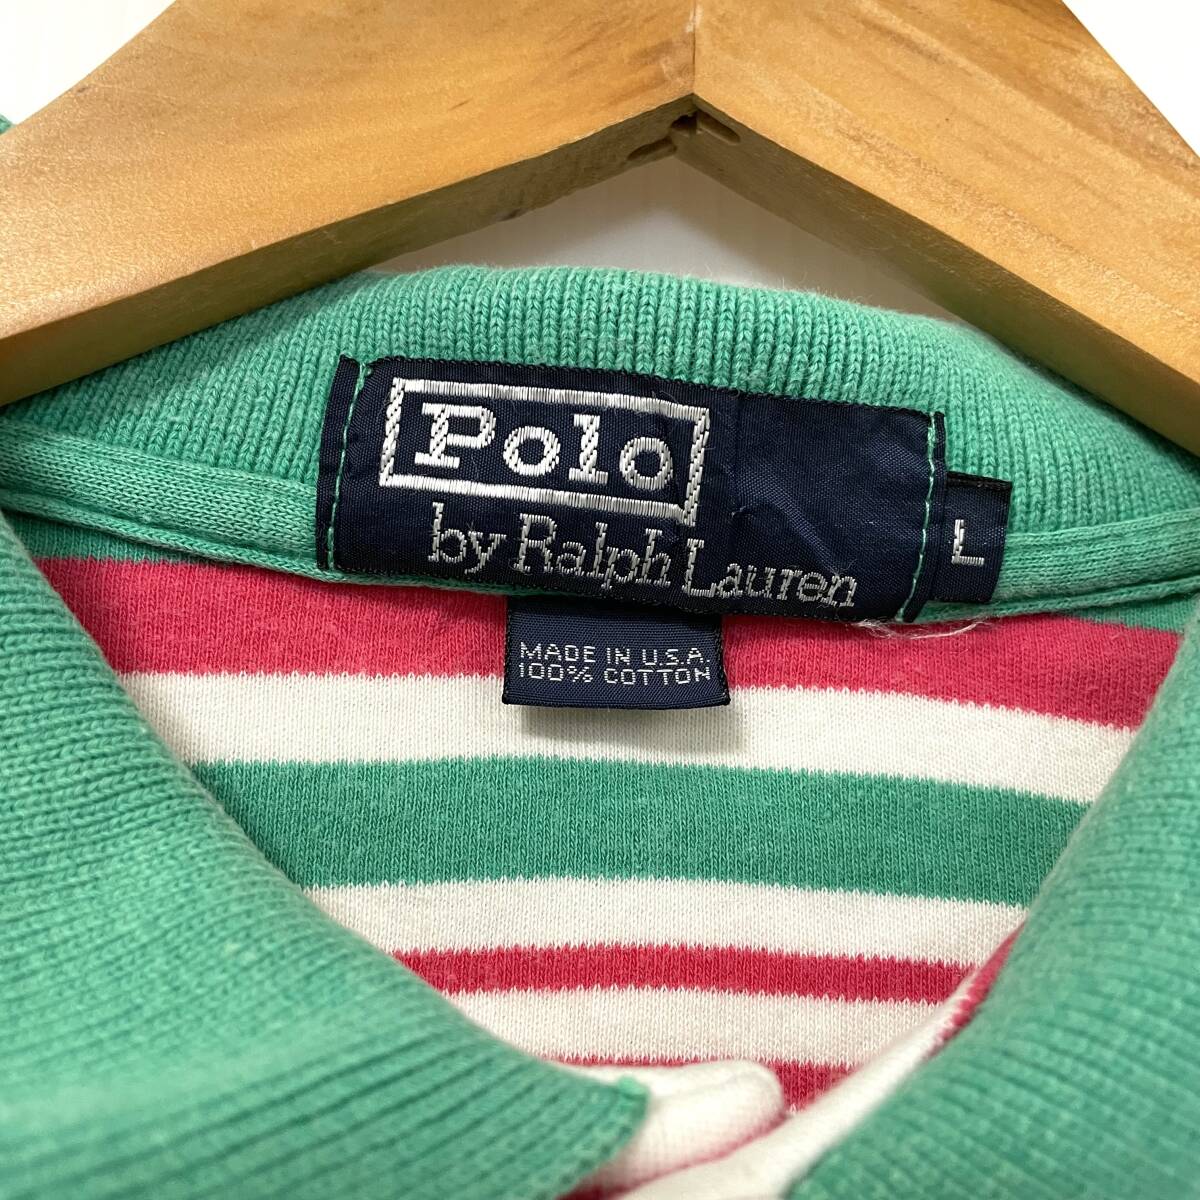 Polo
by Ralph Lauren
L
MADE IN U.S.A.
100% COTTON